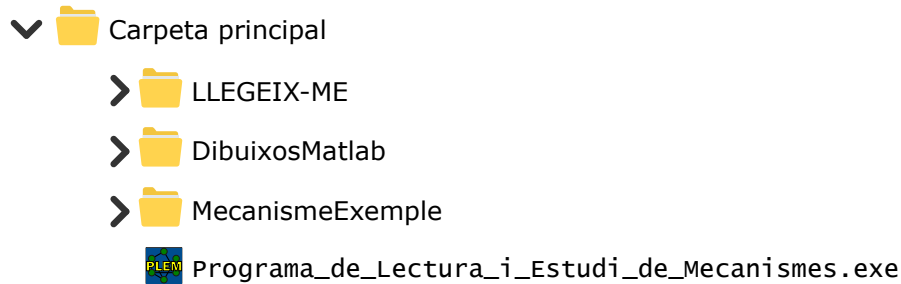 Carpeta principal
LLEGEIX-ME
DibuixosMatlab
MecanismeExemple
PLEM Programa_de_Lectura_i_Estudi_de_Mecanismes.exe